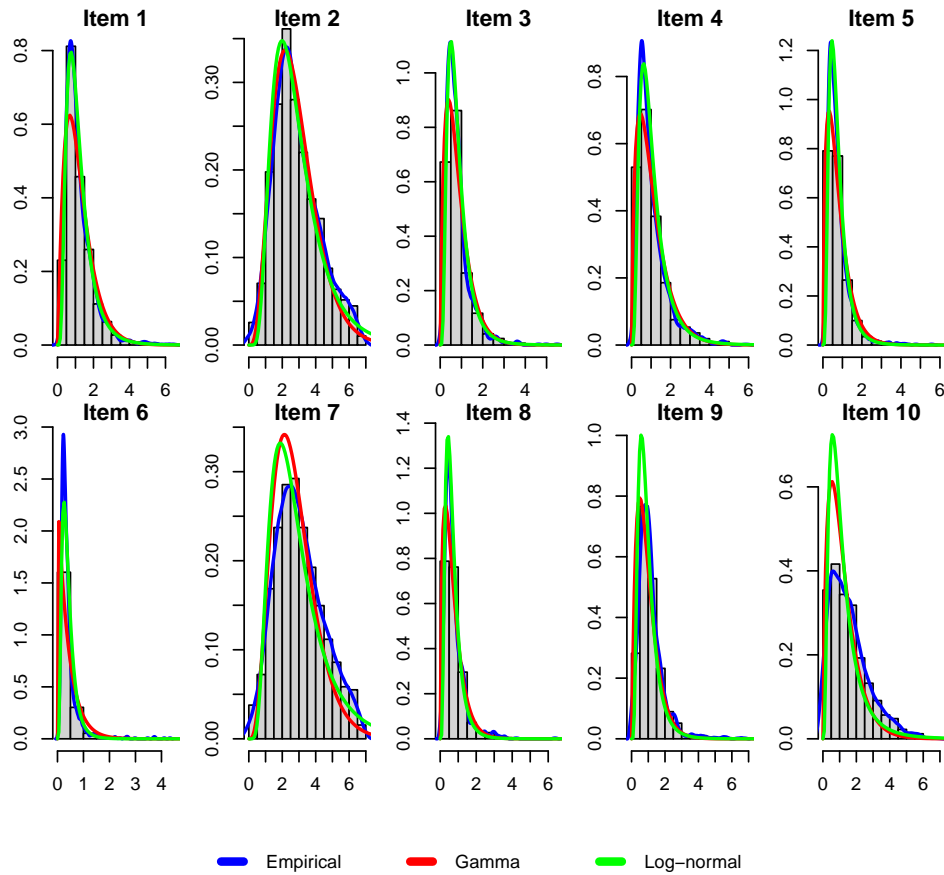 Item 1
0.0 0.2 0.4 0.6 0.8
0 2 4 6
Item 2
0.00 0.10 0.20 0.30
0 2 4 6
Item 3
0.0 0.2 0.4 0.6 0.8 1.0
0 2 4
Item 4
0.0 0.2 0.4 0.6 0.8
0 2 4
Item 5
0.0 0.2 0.4 0.6 0.8 1.0 1.2
0 2 4 6
Item 6
0.0 0.5 1.0 1.5 2.0 2.5 3.0
0 1 2 3 4
Item 7
0.00 0.10 0.20 0.30
0 2 4 6
Item 8
0.0 0.2 0.4 0.6 0.8 1.0 1.2 1.4
0 2 4 6
Item 9
0.0 0.2 0.4 0.6 0.8 1.0
0 2 4 6
Item 10
0.0 0.2 0.4 0.6
0 2 4 6
Empirical Gamma Log−normal